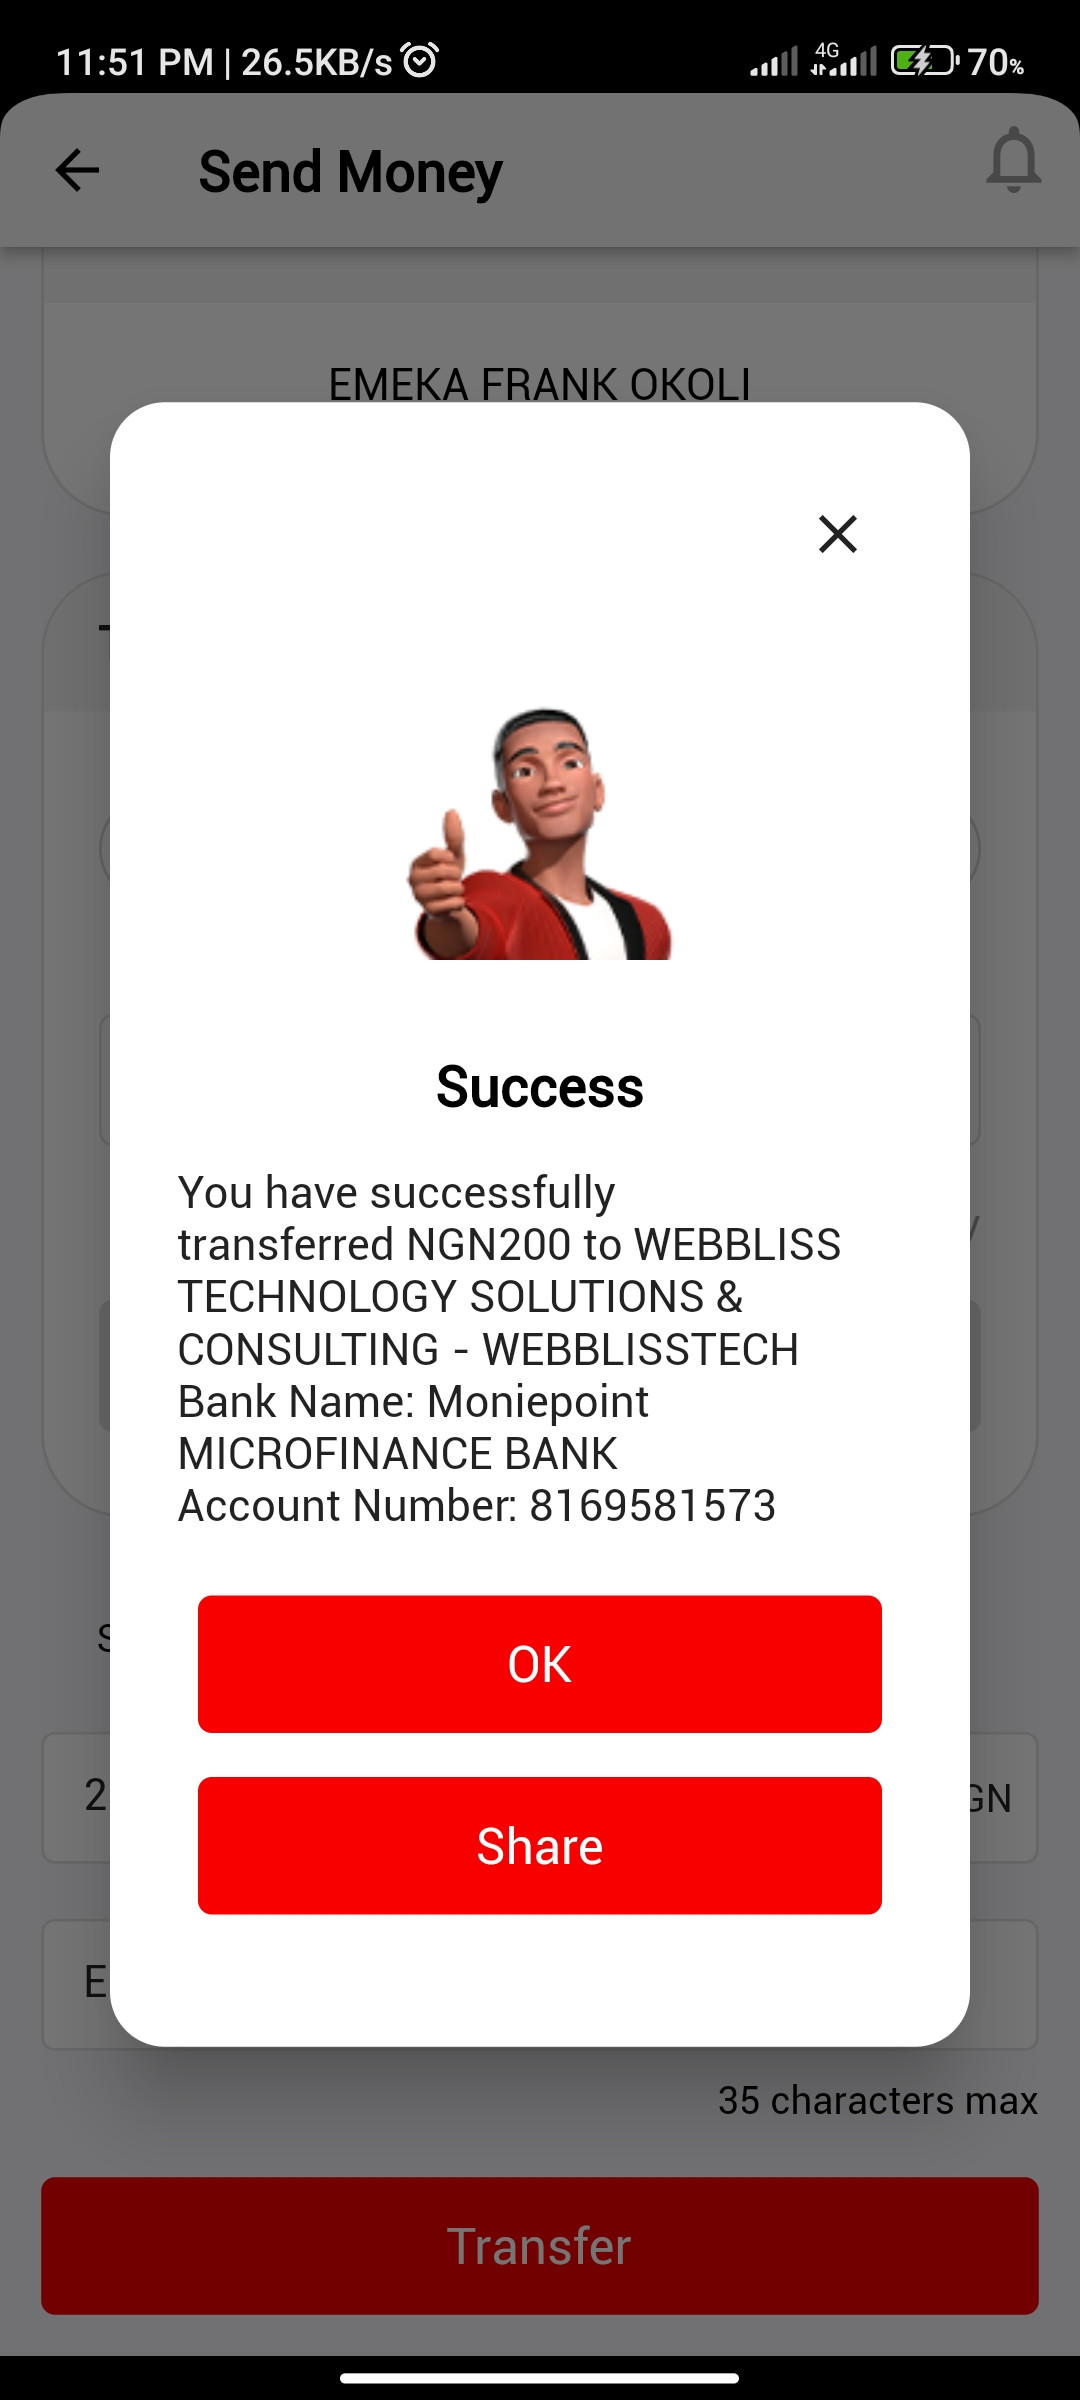 11:51 PM | 26.5KB/s
4G
70%
Send Money
EMEKA FRANK OKOLI
Success
You have successfully
transferred NGN200 to WEBBLISS
TECHNOLOGY SOLUTIONS &
CONSULTING - WEBBLISSTECH
Bank Name: Moniepoint
MICROFINANCE BANK
Account Number: 8169581573
OK
Share
35 characters max
Transfer